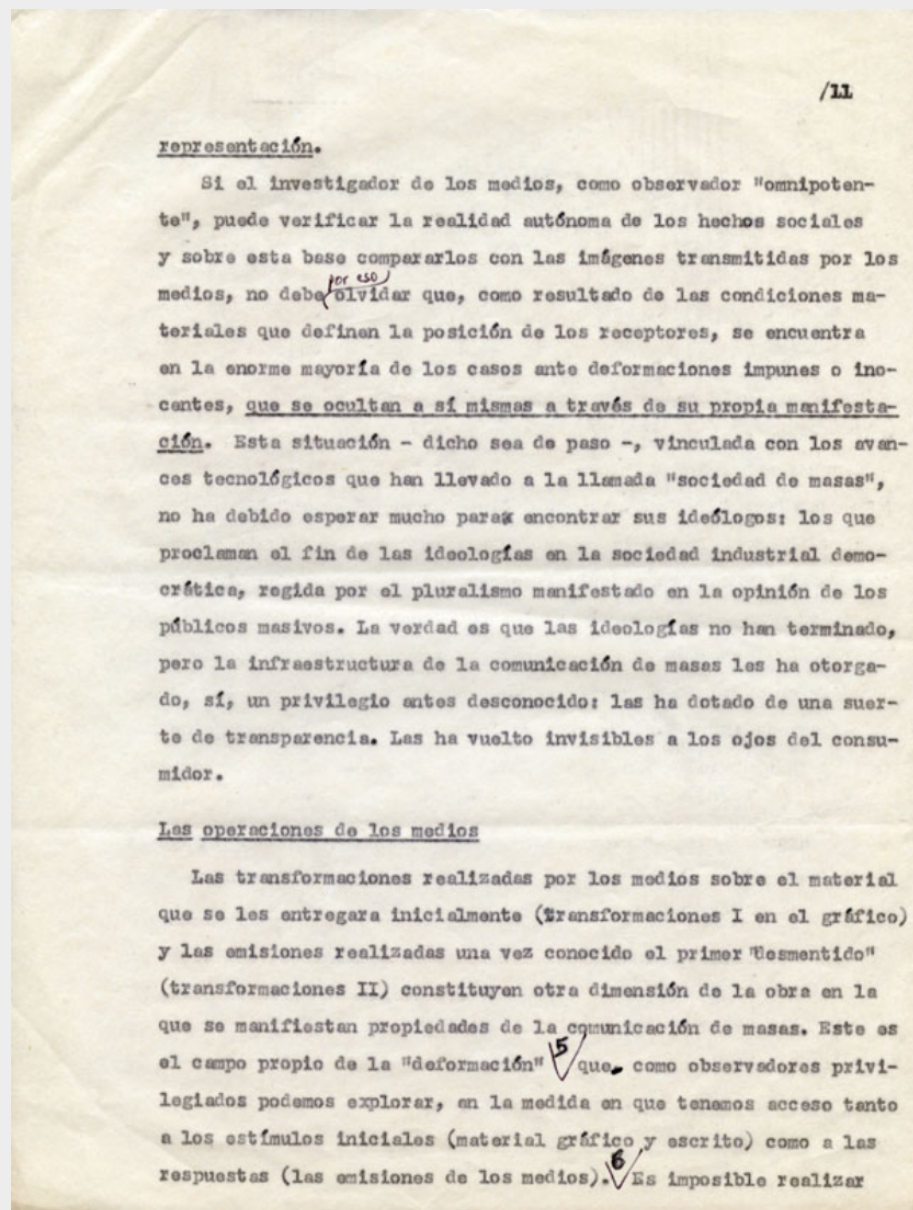 /11
representación.
Si el investigador de los medios, como observador "omnipoten-
te", puede verificar la realidad autónoma de los hechos sociales
y sobre esta base compararlos con las imágenes transmitidas por los
por eso
medios, no debe olvidar que, como resultado de las condiciones ma-
teriales que definen la posición de los receptores, se encuentra
en la enorme mayoría de los casos ante deformaciones impunes o ino-
centes, que se ocultan a sí mismas a través de su propia manifesta-
ción. Esta situación - dicho sea de paso -, vinculada con los avan-
ces tecnológicos que han llevado a la llamada "sociedad de masas",
no ha debido esperar mucho para encontrar sus ideólogos: los que
proclaman el fin de las ideologías en la sociedad industrial demo-
crática, regida por el pluralismo manifestado en la opinión de los
públicos masivos. La verdad es que las ideologías no han terminado,
pero la infraestructura de la comunicación de masas les ha otorga-
do, sí, un privilegio antes desconocido: las ha dotado de una suer-
te de transparencia. Las ha vuelto invisibles a los ojos del consu-
midor.
Las operaciones de los medios
Las transformaciones realizadas por los medios sobre el material
que se les entregara inicialmente (transformaciones I en el gráfico)
y las emisiones realizadas una vez conocido el primer "desmentido"
(transformaciones II) constituyen otra dimensión de la obra en la
que se manifiestan propiedades de la comunicación de masas. Este es
el campo propio de la "deformación" 5 que como observadores privi-
legiados podemos explorar, en la medida en que tenemos acceso tanto
a los estímulos iniciales (material gráfico y escrito) como a las
respuestas (las emisiones de los medios). 6 Es imposible realizar